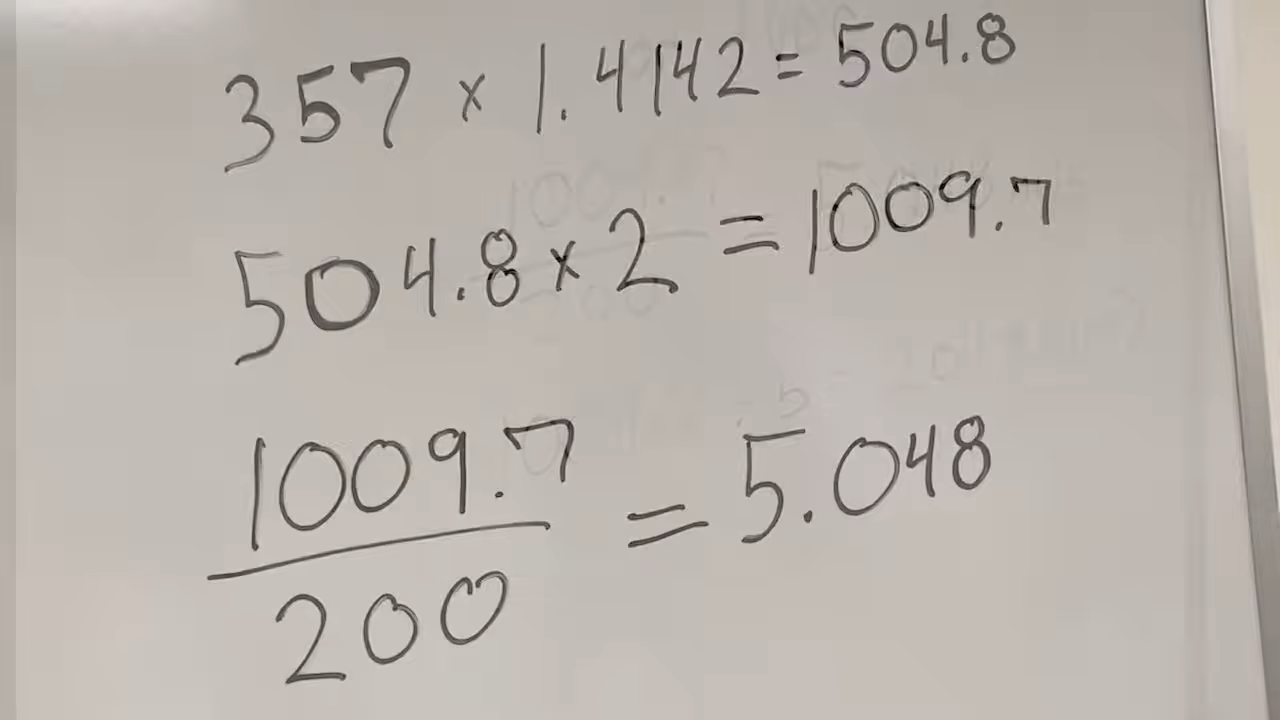 357 × 1.4142 = 504.8
504.8 × 2 = 1009.7
1009.7
200
= 5.048